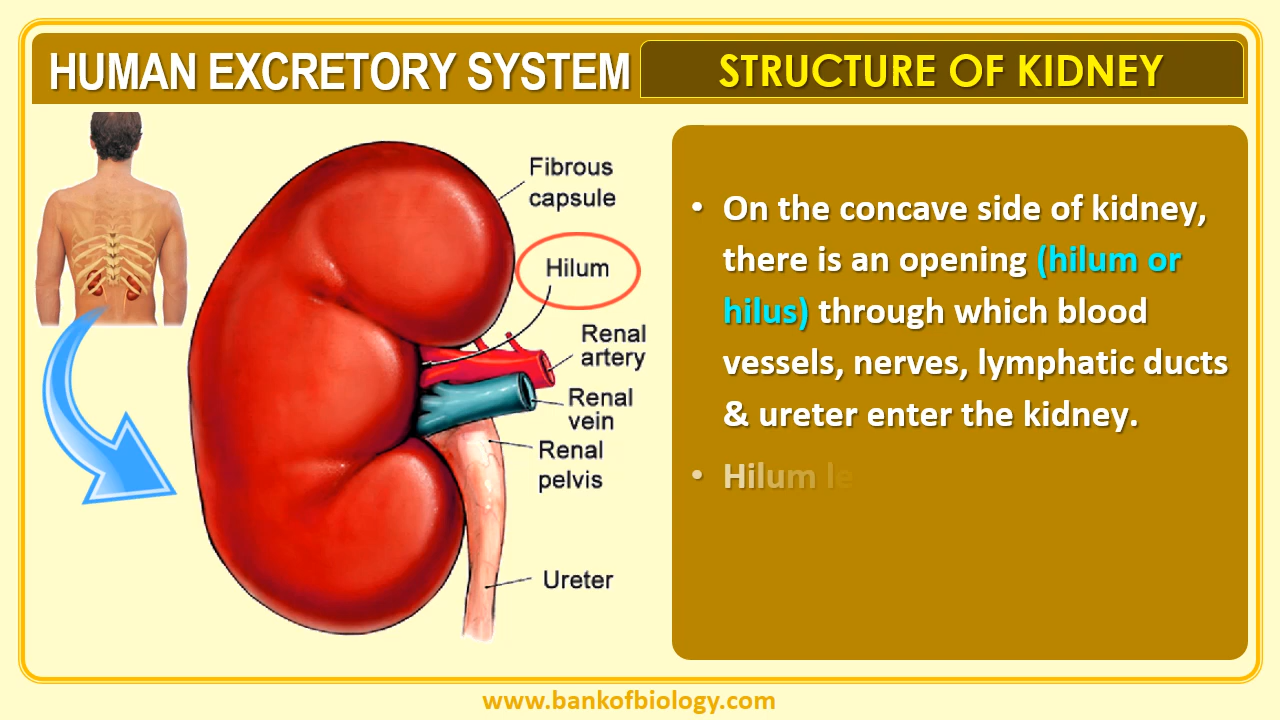 HUMAN EXCRETORY SYSTEM
STRUCTURE OF KIDNEY
Fibrous
capsule
Hilum
Renal
artery
Renal
vein
Renal
pelvis
Ureter
• On the concave side of kidney,
there is an opening (hilum or
hilus) through which blood
vessels, nerves, lymphatic ducts
& ureter enter the kidney.
• Hilum le
www.bankofbiology.com